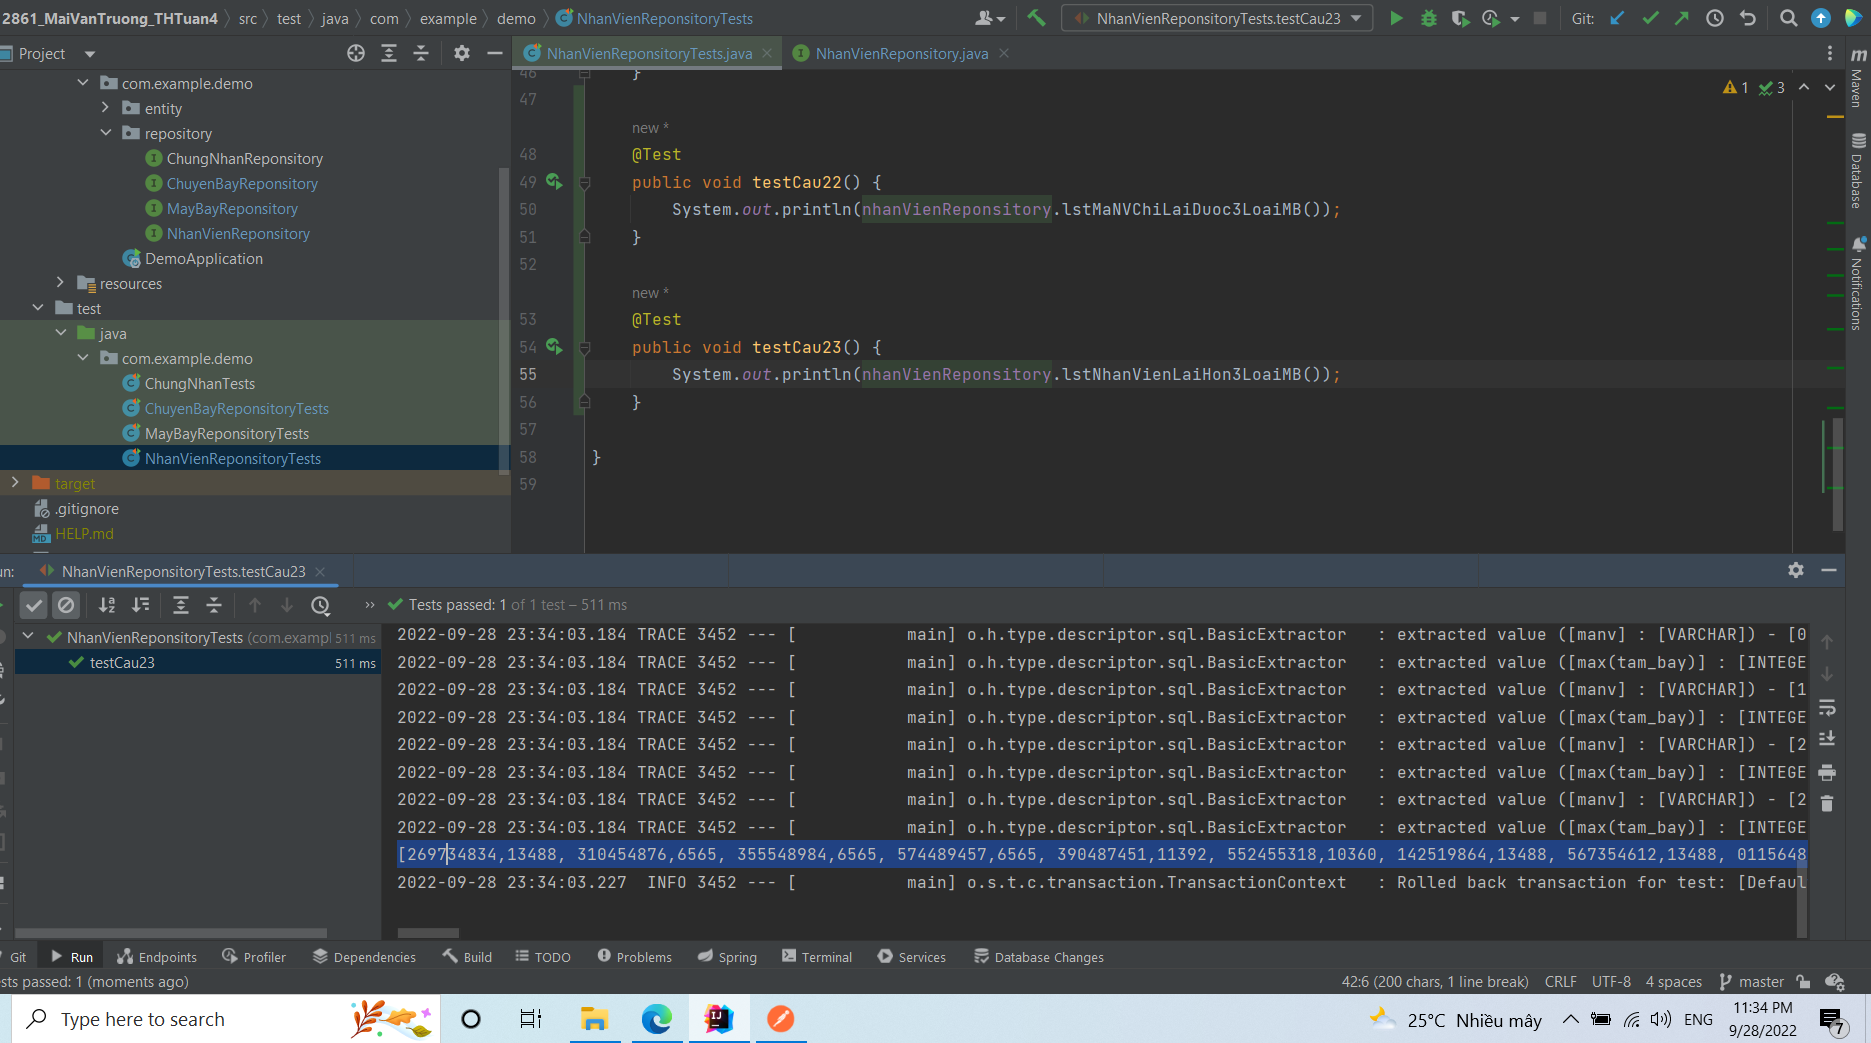 2861_MaiVanTruong_THTuan4 src test java com example demo NhanVienReponsitoryTests
NhanVienReponsitoryTests.testCau23
Git:
Project
NhanVienReponsitoryTests.java
NhanVienReponsitory.java
com.example.demo
entity
repository
ChungNhanReponsitory
ChuyenBayReponsitory
MayBayReponsitory
NhanVienReponsitory
DemoApplication
resources
test
java
com.example.demo
ChungNhanTests
ChuyenBayReponsitoryTests
MayBayReponsitoryTests
NhanVienReponsitoryTests
target
.gitignore
HELP.md
46 }
47
new *
48 @Test
49 public void testCau22() {
50 System.out.println(nhanVienReponsitory.lstMaNVChiLaiDuoc3LoaiMB());
51 }
52
new *
53 @Test
54 public void testCau23() {
55 System.out.println(nhanVienReponsitory.lstNhanVienLaiHon3LoaiMB());
56 }
57
58 }
59
1 3
Maven
Database
Notifications
un: NhanVienReponsitoryTests.testCau23
Tests passed: 1 of 1 test – 511 ms
NhanVienReponsitoryTests (com.exampl 511 ms
testCau23 511 ms
2022-09-28 23:34:03.184 TRACE 3452 --- [ main] o.h.type.descriptor.sql.BasicExtractor : extracted value ([manv] : [VARCHAR]) - [0
2022-09-28 23:34:03.184 TRACE 3452 --- [ main] o.h.type.descriptor.sql.BasicExtractor : extracted value ([max(tam_bay)] : [INTEGE
2022-09-28 23:34:03.184 TRACE 3452 --- [ main] o.h.type.descriptor.sql.BasicExtractor : extracted value ([manv] : [VARCHAR]) - [1
2022-09-28 23:34:03.184 TRACE 3452 --- [ main] o.h.type.descriptor.sql.BasicExtractor : extracted value ([max(tam_bay)] : [INTEGE
2022-09-28 23:34:03.184 TRACE 3452 --- [ main] o.h.type.descriptor.sql.BasicExtractor : extracted value ([manv] : [VARCHAR]) - [2
2022-09-28 23:34:03.184 TRACE 3452 --- [ main] o.h.type.descriptor.sql.BasicExtractor : extracted value ([max(tam_bay)] : [INTEGE
2022-09-28 23:34:03.184 TRACE 3452 --- [ main] o.h.type.descriptor.sql.BasicExtractor : extracted value ([manv] : [VARCHAR]) - [2
2022-09-28 23:34:03.184 TRACE 3452 --- [ main] o.h.type.descriptor.sql.BasicExtractor : extracted value ([max(tam_bay)] : [INTEGE
[269734834,13488, 310454876,6565, 355548984,6565, 574489457,6565, 390487451,11392, 552455318,10360, 142519864,13488, 567354612,13488, 0115648
2022-09-28 23:34:03.227 INFO 3452 --- [ main] o.s.t.c.transaction.TransactionContext : Rolled back transaction for test: [Defaul
Git Run Endpoints Profiler Dependencies Build TODO Problems Spring Terminal Services Database Changes
sts passed: 1 (moments ago)
42:6 (200 chars, 1 line break) CRLF UTF-8 4 spaces master
Type here to search
25°C Nhiều mây
ENG
11:34 PM
9/28/2022
7